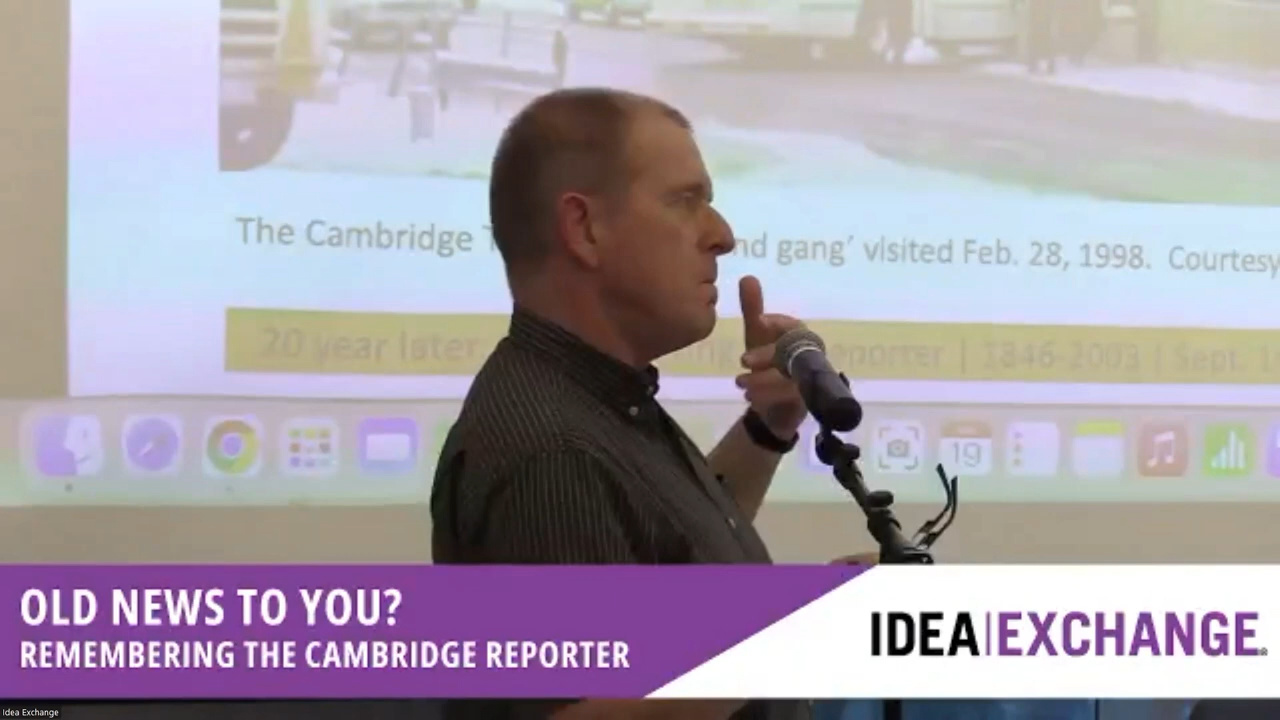 The Cambridge T nd gang’ visited Feb. 28, 1998. Courtesy
20 year later: eporter | 1846-2003 | Sept. 1
19
OLD NEWS TO YOU?
REMEMBERING THE CAMBRIDGE REPORTER
IDEA|EXCHANGE®
Idea Exchange